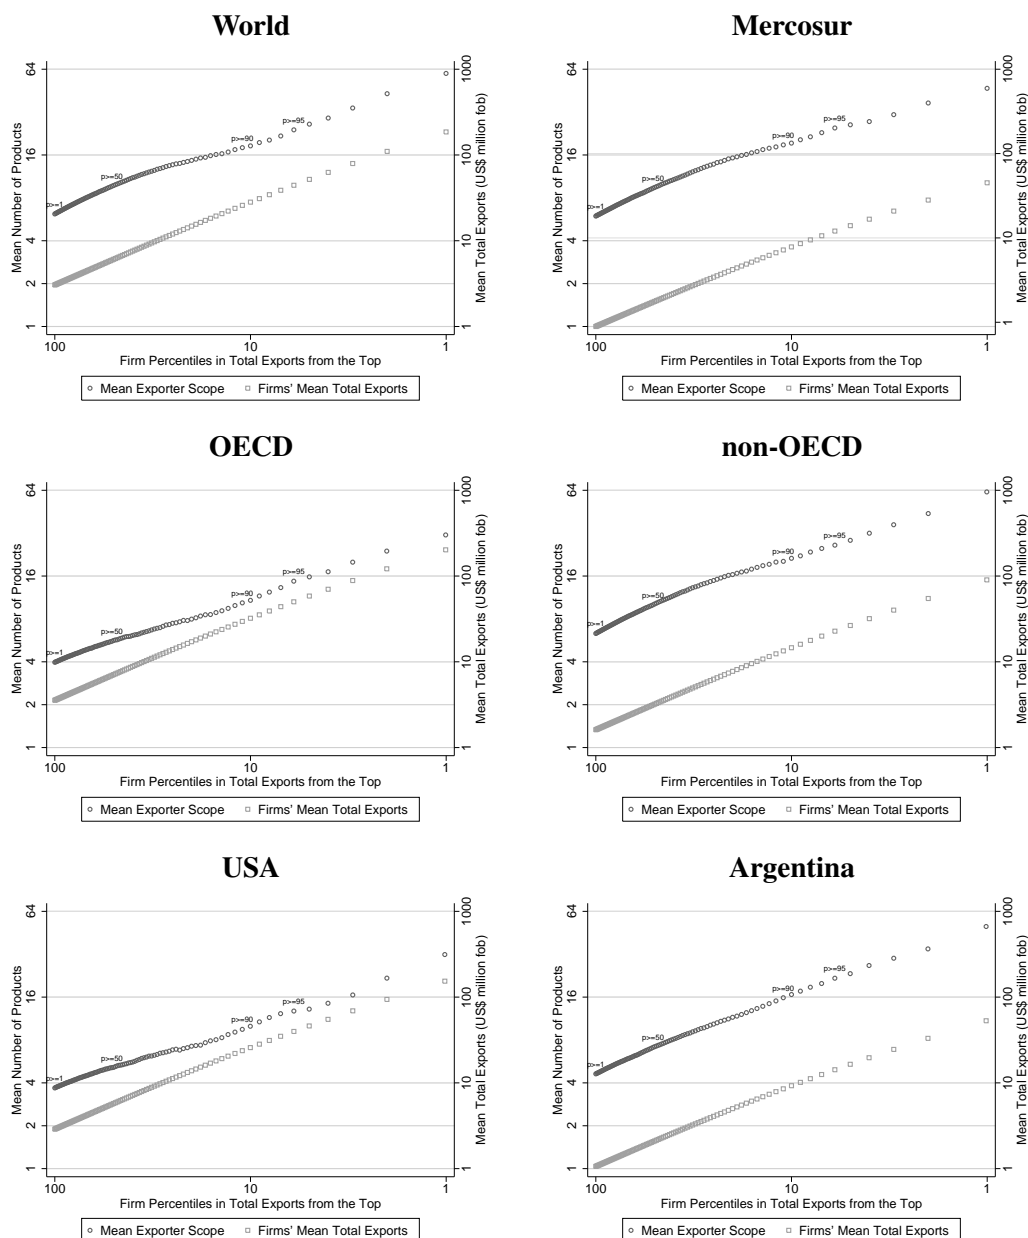 World
Mercosur
64
16
4
2
1
Mean Number of Products
p>=1
p>=50
p>=90
p>=95
1000
100
10
1
Mean Total Exports (US$ million fob)
100
10
1
Firm Percentiles in Total Exports from the Top
Mean Exporter Scope
Firms' Mean Total Exports
64
16
4
2
1
Mean Number of Products
p>=1
p>=50
p>=90
p>=95
1000
100
10
1
Mean Total Exports (US$ million fob)
100
10
1
Firm Percentiles in Total Exports from the Top
Mean Exporter Scope
Firms' Mean Total Exports
OECD
non-OECD
64
16
4
2
1
Mean Number of Products
p>=1
p>=50
p>=90
p>=95
1000
100
10
1
Mean Total Exports (US$ million fob)
100
10
1
Firm Percentiles in Total Exports from the Top
Mean Exporter Scope
Firms' Mean Total Exports
64
16
4
2
1
Mean Number of Products
p>=1
p>=50
p>=90
p>=95
1000
100
10
1
Mean Total Exports (US$ million fob)
100
10
1
Firm Percentiles in Total Exports from the Top
Mean Exporter Scope
Firms' Mean Total Exports
USA
Argentina
64
16
4
2
1
Mean Number of Products
p>=1
p>=50
p>=90
p>=95
1000
100
10
1
Mean Total Exports (US$ million fob)
100
10
1
Firm Percentiles in Total Exports from the Top
Mean Exporter Scope
Firms' Mean Total Exports
64
16
4
2
1
Mean Number of Products
p>=1
p>=50
p>=90
p>=95
1000
100
10
1
Mean Total Exports (US$ million fob)
100
10
1
Firm Percentiles in Total Exports from the Top
Mean Exporter Scope
Firms' Mean Total Exports